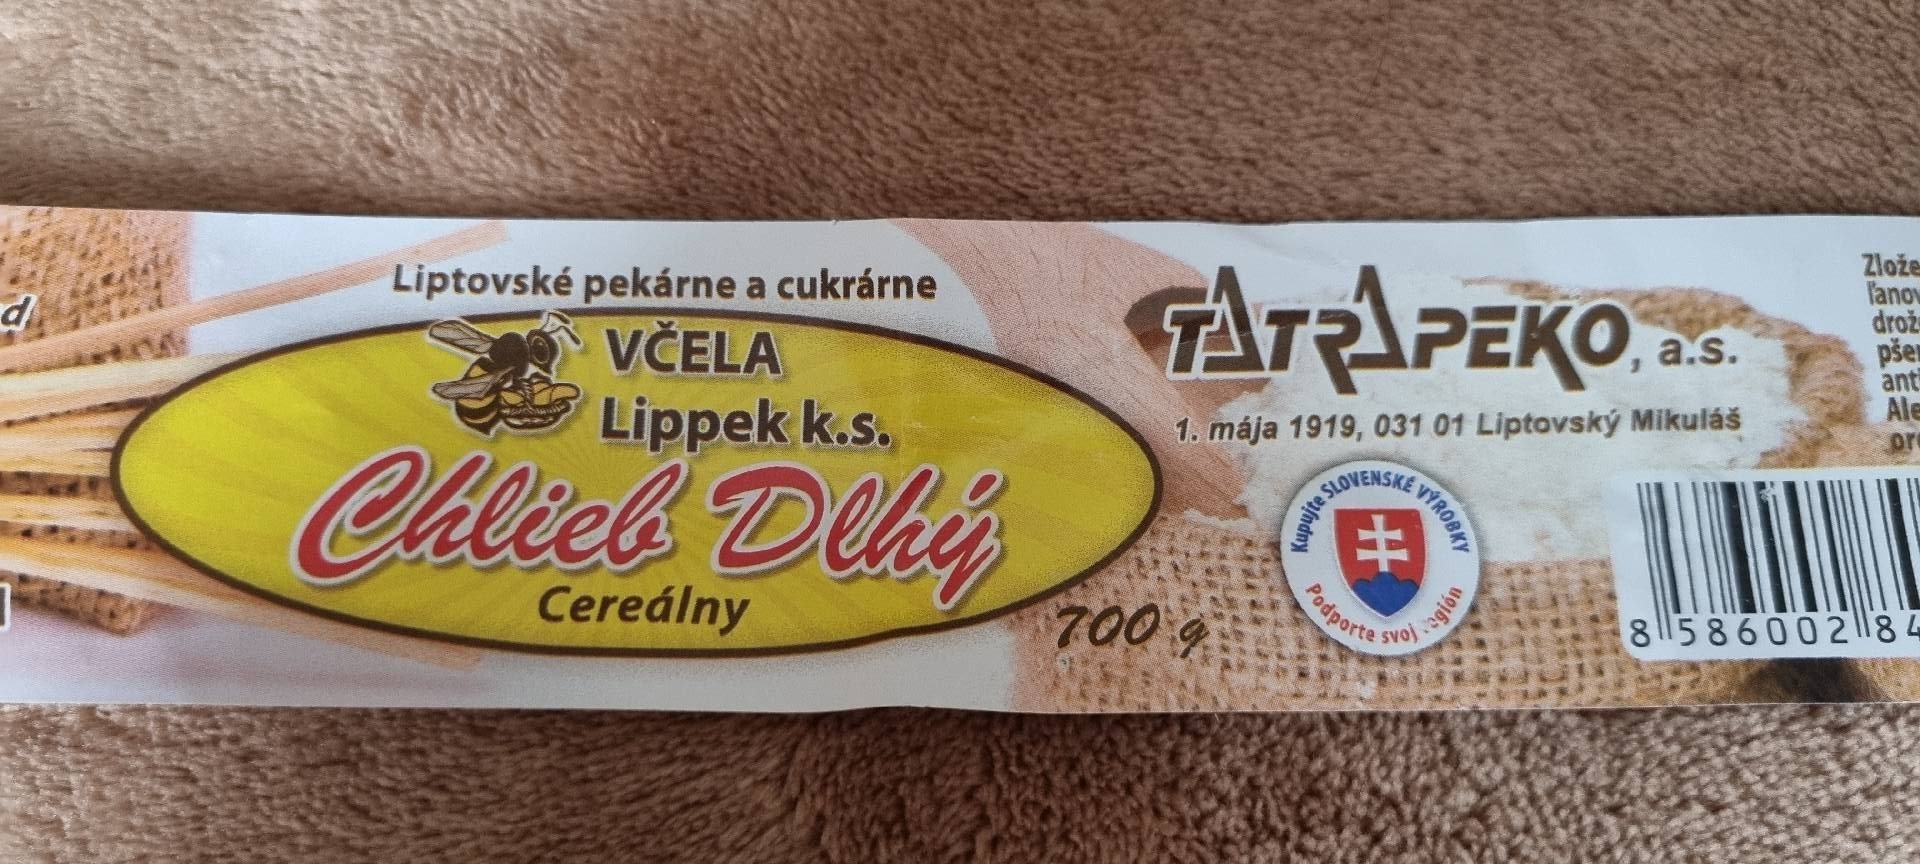 Liptovské pekárne a cukrárne
VČELA
Lippek k.s.
Chlieb Dlhý
Cereálny
700 g
TATRAPEKO, a.s.
1. mája 1919, 031 01 Liptovský Mikuláš
Kupujte SLOVENSKÉ VÝROBKY
Podporte svoj región
8 586002 84